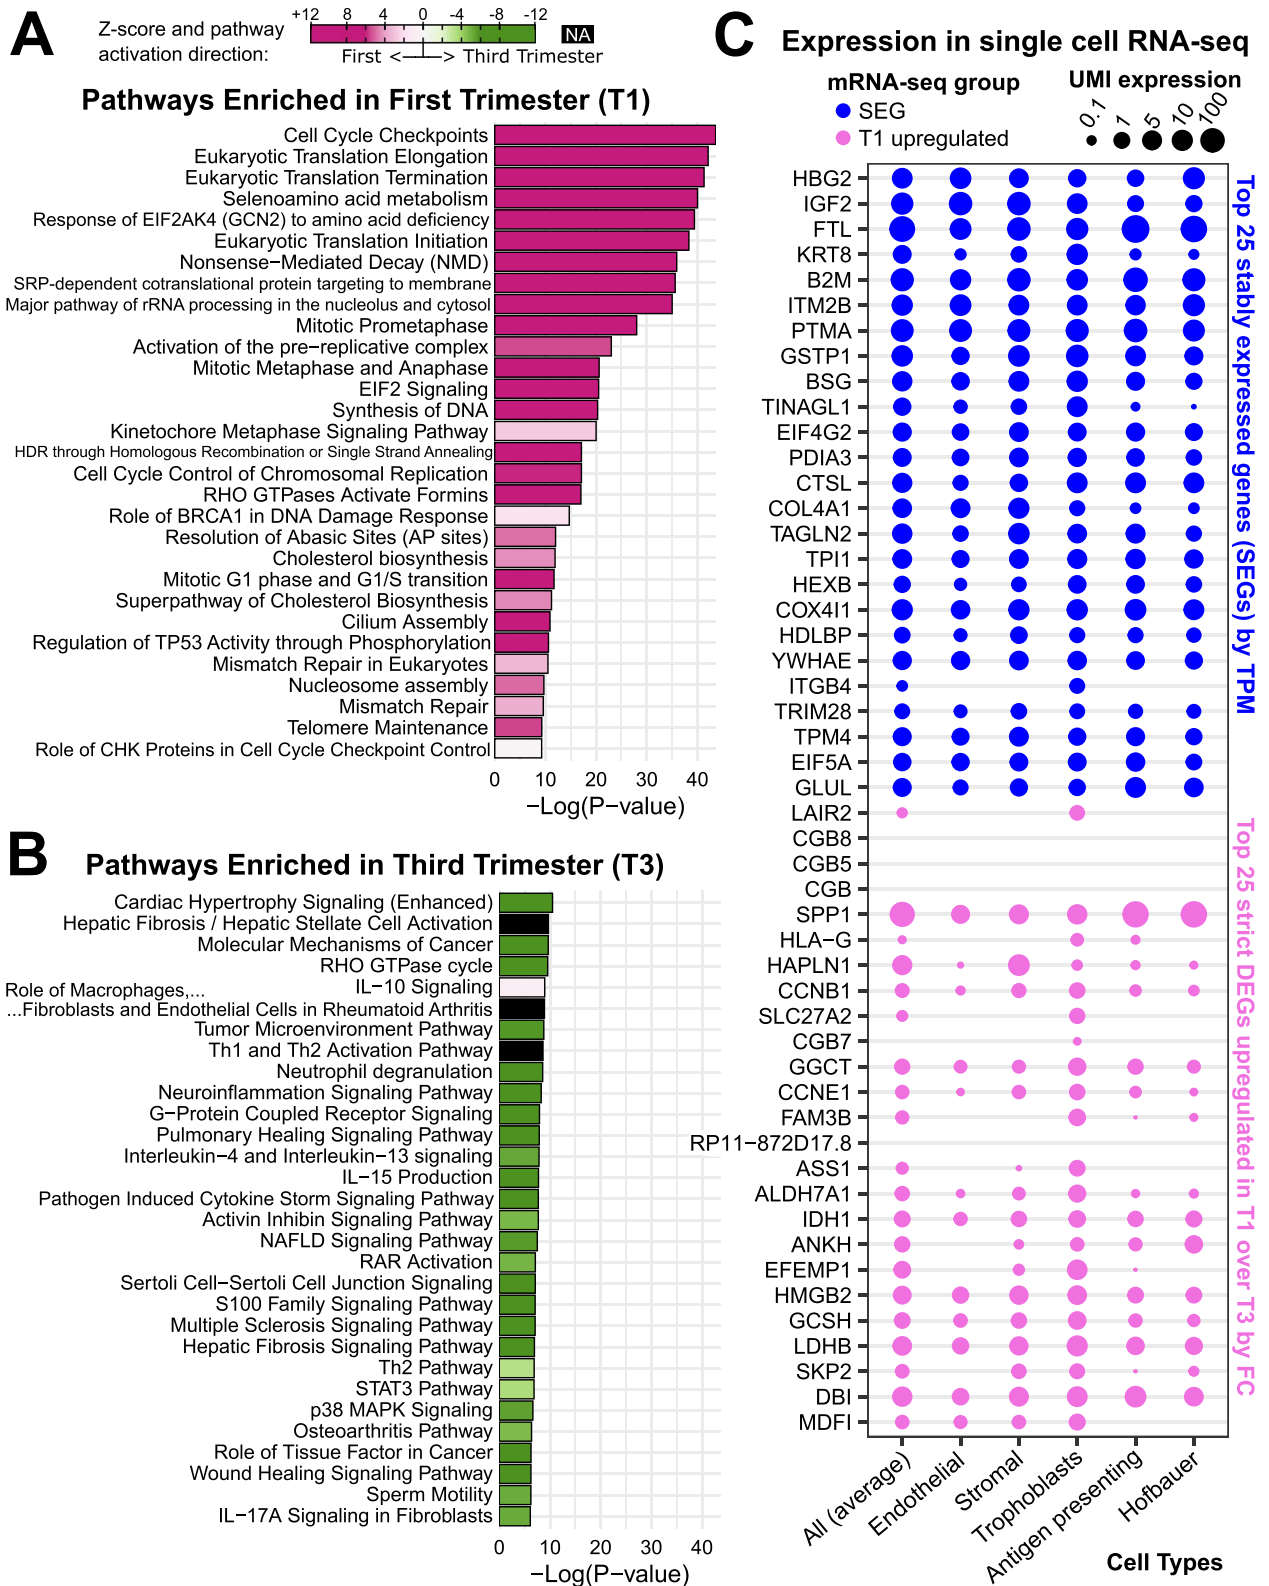 A
Z-score and pathway
activation direction:
+12 8 4 0 -4 -8 -12
NA
First <—|—> Third Trimester
Pathways Enriched in First Trimester (T1)
Cell Cycle Checkpoints
Eukaryotic Translation Elongation
Eukaryotic Translation Termination
Selenoamino acid metabolism
Response of EIF2AK4 (GCN2) to amino acid deficiency
Eukaryotic Translation Initiation
Nonsense−Mediated Decay (NMD)
SRP-dependent cotranslational protein targeting to membrane
Major pathway of rRNA processing in the nucleolus and cytosol
Mitotic Prometaphase
Activation of the pre−replicative complex
Mitotic Metaphase and Anaphase
EIF2 Signaling
Synthesis of DNA
Kinetochore Metaphase Signaling Pathway
HDR through Homologous Recombination or Single Strand Annealing
Cell Cycle Control of Chromosomal Replication
RHO GTPases Activate Formins
Role of BRCA1 in DNA Damage Response
Resolution of Abasic Sites (AP sites)
Cholesterol biosynthesis
Mitotic G1 phase and G1/S transition
Superpathway of Cholesterol Biosynthesis
Cilium Assembly
Regulation of TP53 Activity through Phosphorylation
Mismatch Repair in Eukaryotes
Nucleosome assembly
Mismatch Repair
Telomere Maintenance
Role of CHK Proteins in Cell Cycle Checkpoint Control
0 10 20 30 40
−Log(P−value)
B
Pathways Enriched in Third Trimester (T3)
Cardiac Hypertrophy Signaling (Enhanced)
Hepatic Fibrosis / Hepatic Stellate Cell Activation
Molecular Mechanisms of Cancer
RHO GTPase cycle
IL−10 Signaling
Role of Macrophages,...
...Fibroblasts and Endothelial Cells in Rheumatoid Arthritis
Tumor Microenvironment Pathway
Th1 and Th2 Activation Pathway
Neutrophil degranulation
Neuroinflammation Signaling Pathway
G−Protein Coupled Receptor Signaling
Pulmonary Healing Signaling Pathway
Interleukin−4 and Interleukin−13 signaling
IL−15 Production
Pathogen Induced Cytokine Storm Signaling Pathway
Activin Inhibin Signaling Pathway
NAFLD Signaling Pathway
RAR Activation
Sertoli Cell−Sertoli Cell Junction Signaling
S100 Family Signaling Pathway
Multiple Sclerosis Signaling Pathway
Hepatic Fibrosis Signaling Pathway
Th2 Pathway
STAT3 Pathway
p38 MAPK Signaling
Osteoarthritis Pathway
Role of Tissue Factor in Cancer
Wound Healing Signaling Pathway
Sperm Motility
IL−17A Signaling in Fibroblasts
0 10 20 30 40
−Log(P−value)
C
Expression in single cell RNA-seq
mRNA-seq group
SEG
T1 upregulated
UMI expression
0.1 1 5 10 100
HBG2
IGF2
FTL
KRT8
B2M
ITM2B
PTMA
GSTP1
BSG
TINAGL1
EIF4G2
PDIA3
CTSL
COL4A1
TAGLN2
TPI1
HEXB
COX4I1
HDLBP
YWHAE
ITGB4
TRIM28
TPM4
EIF5A
GLUL
LAIR2
CGB8
CGB5
CGB
SPP1
HLA−G
HAPLN1
CCNB1
SLC27A2
CGB7
GGCT
CCNE1
FAM3B
RP11−872D17.8
ASS1
ALDH7A1
IDH1
ANKH
EFEMP1
HMGB2
GCSH
LDHB
SKP2
DBI
MDFI
Top 25 stably expressed genes (SEGs) by TPM
Top 25 strict DEGs upregulated in T1 over T3 by FC
All (average)
Endothelial
Stromal
Trophoblasts
Antigen presenting
Hofbauer
Cell Types